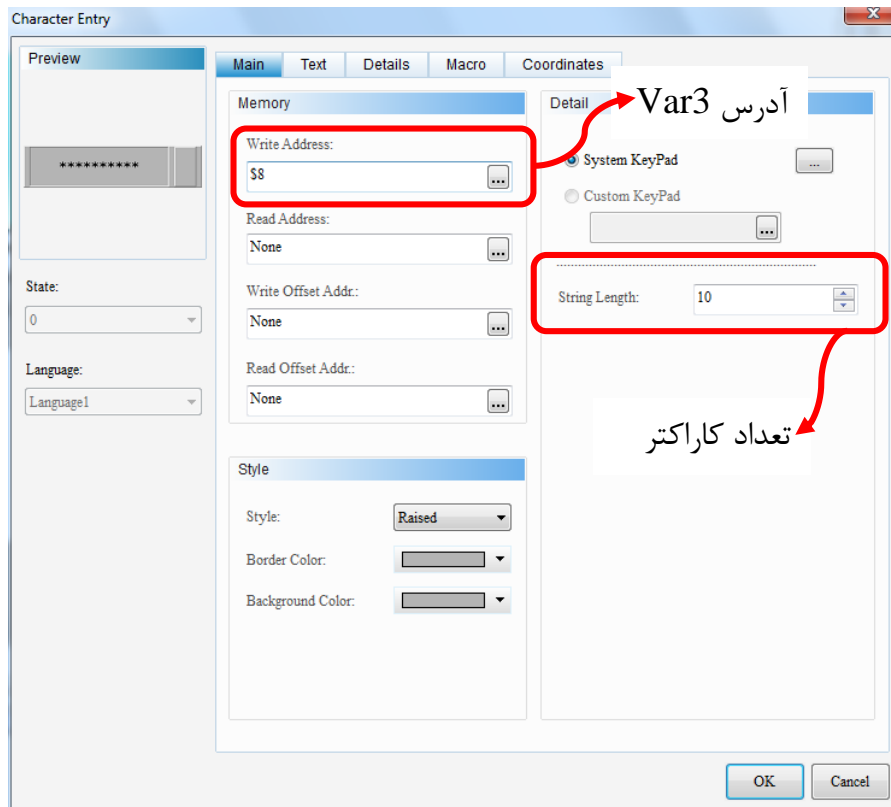 Character Entry
Preview
**********
State:
0
Language:
Language1
Main Text Details Macro Coordinates
Memory
Write Address:
$8
...
Read Address:
None
...
Write Offset Addr.:
None
...
Read Offset Addr.:
None
...
Style
Style:
Raised
Border Color:
Background Color:
Detail
آدرس Var3
System KeyPad
...
Custom KeyPad
...
String Length:
10
تعداد کاراکتر
OK Cancel